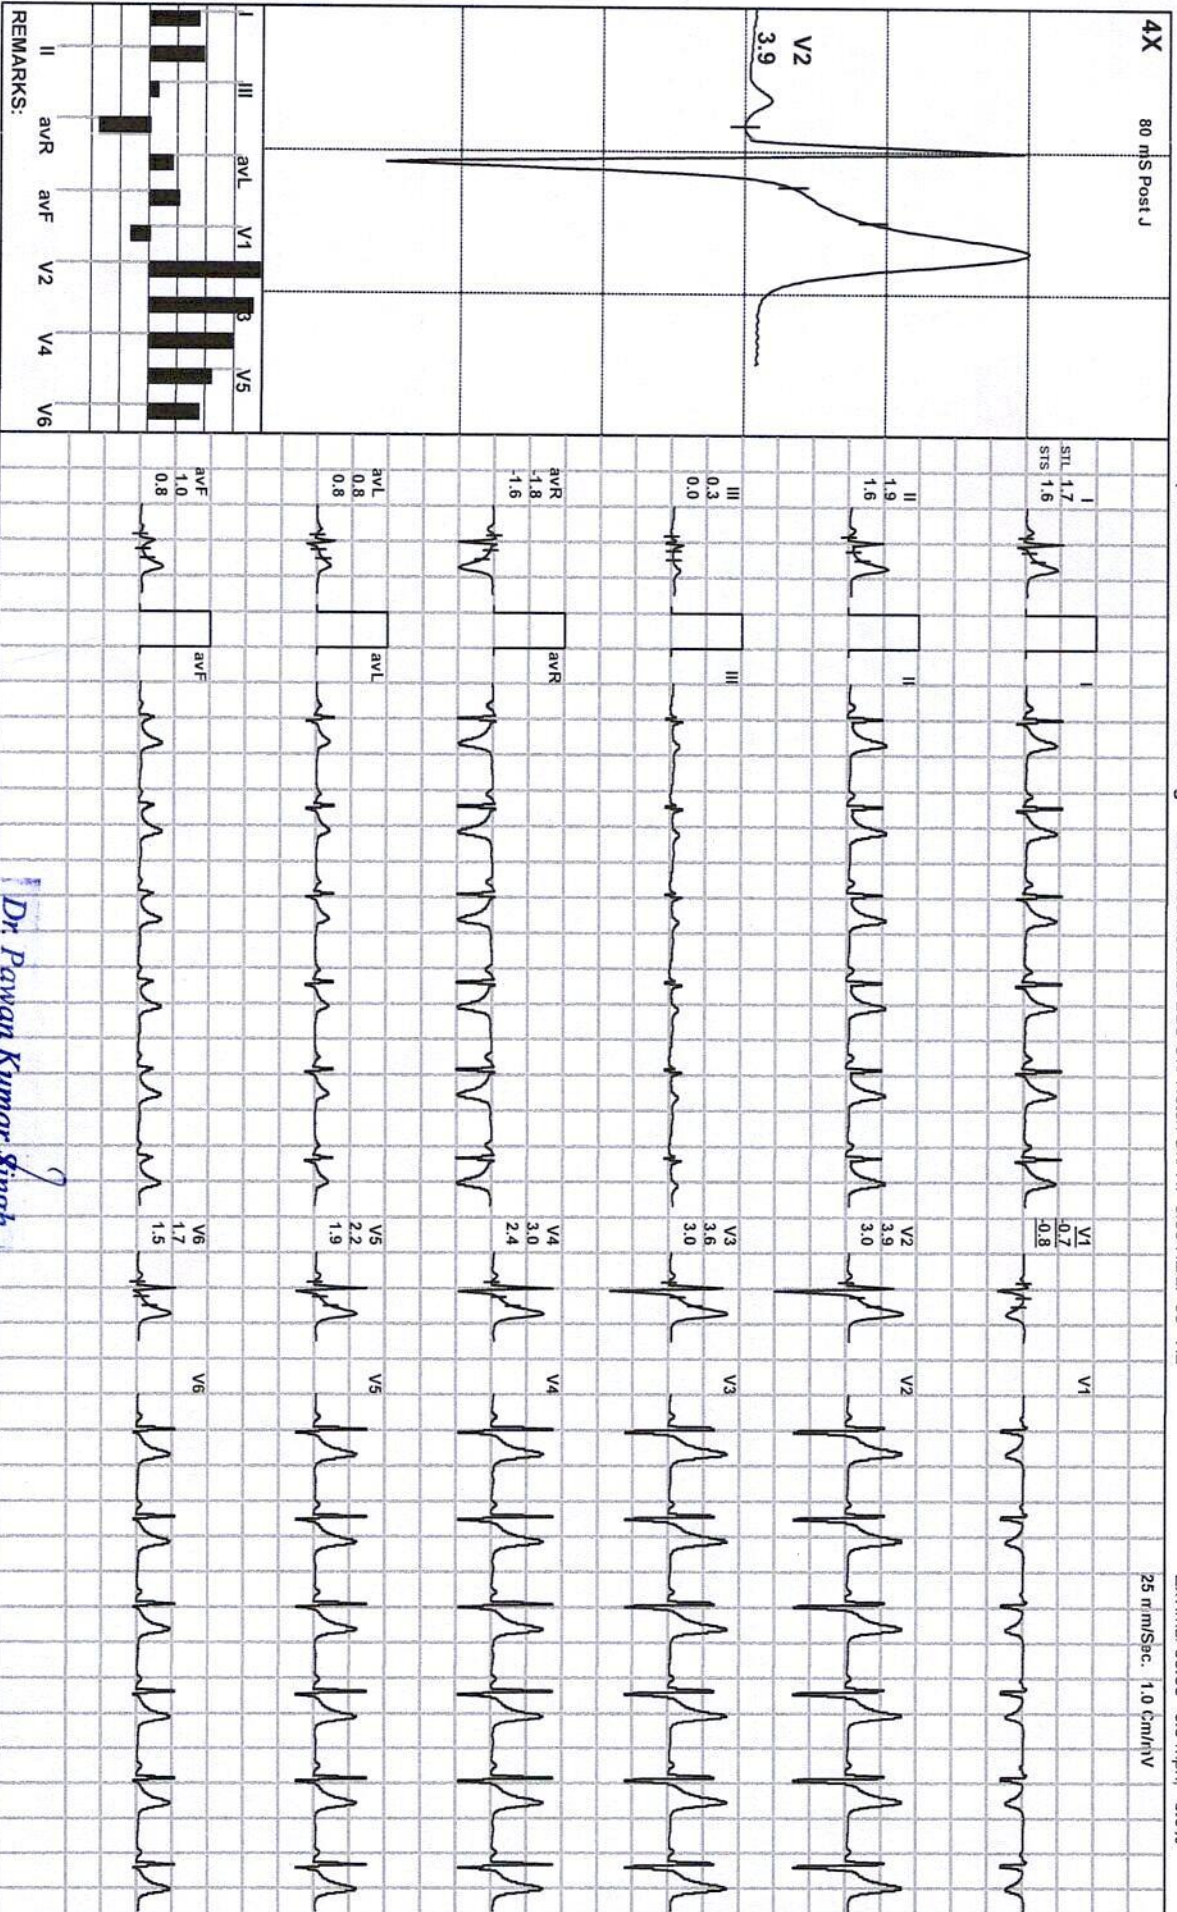 4X
80 mS Post J
V2
3.9
I
III
avL
V1
3
V5
II
avR
avF
V2
V4
V6
REMARKS:
25 mm/Sec. 1.0 Cm/mV
I
STL 1.7
STS 1.6
I
V1
-0.7
-0.8
V1
II
1.9
1.6
II
V2
3.9
3.0
V2
III
0.3
0.0
III
V3
3.6
3.0
V3
avR
-1.8
-1.6
avR
V4
3.0
2.4
V4
avL
0.8
0.8
avL
V5
2.2
1.9
V5
avF
1.0
0.8
avF
V6
1.7
1.5
V6
Dr. Pawan Kumar Singh